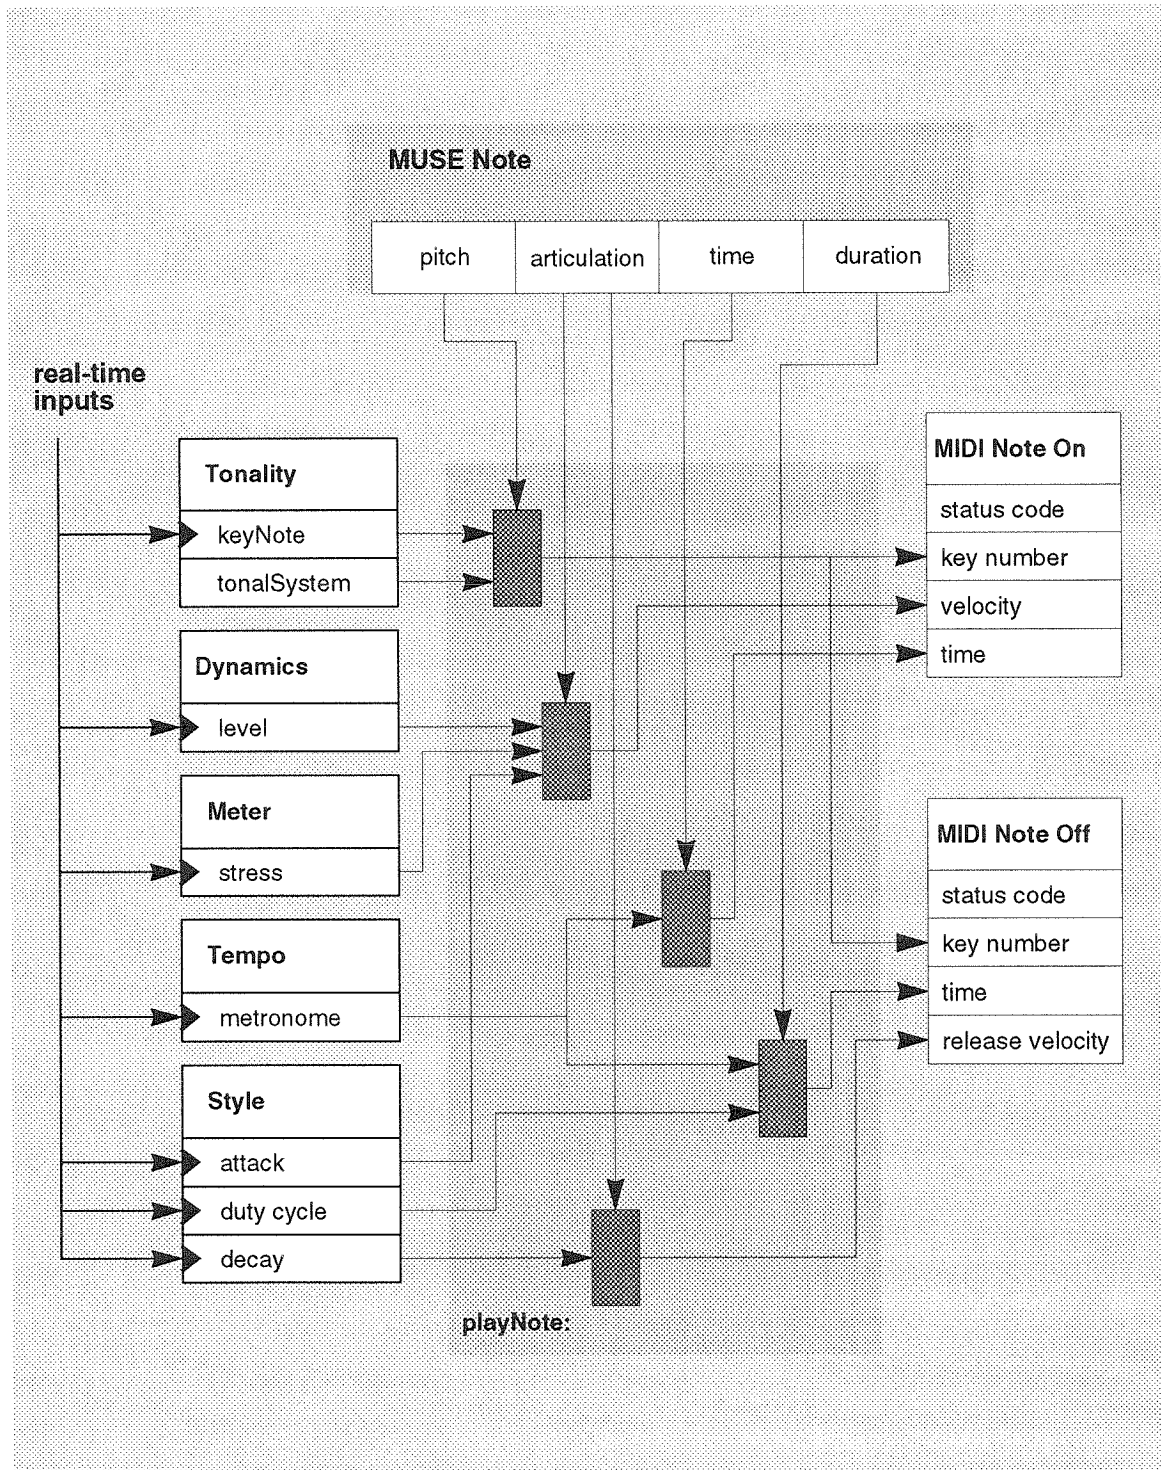 MUSE Note
pitch
articulation
time
duration
real-time
inputs
Tonality
keyNote
tonalSystem
Dynamics
level
Meter
stress
Tempo
metronome
Style
attack
duty cycle
decay
MIDI Note On
status code
key number
velocity
time
MIDI Note Off
status code
key number
time
release velocity
playNote: